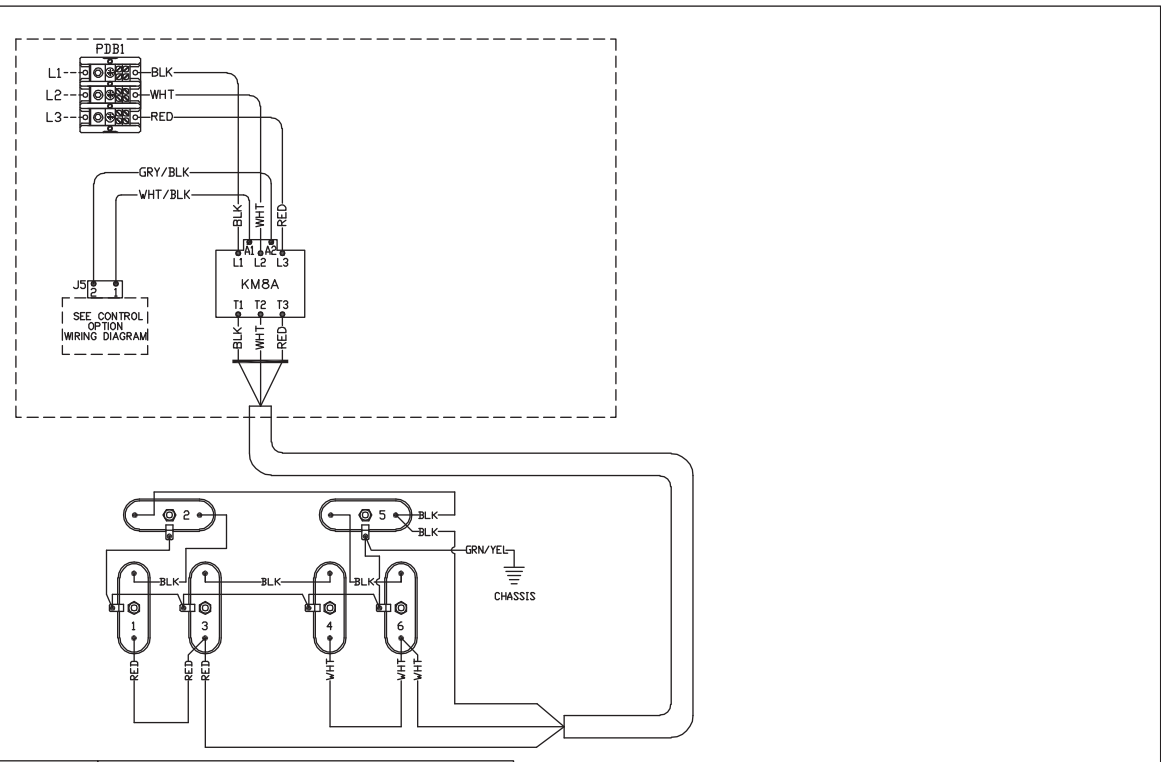 PDB1
L1 BLK
L2 WHT
L3 RED
GRY/BLK
WHT/BLK
BLK WHT RED
A1 A2
L1 L2 L3
KM8A
T1 T2 T3
BLK WHT RED
J5
2 1
SEE CONTROL
OPTION
WIRING DIAGRAM
2 5 BLK
BLK
GRN/YEL
CHASSIS
BLK BLK BLK
1 3 4 6
RED RED RED WHT WHT WHT